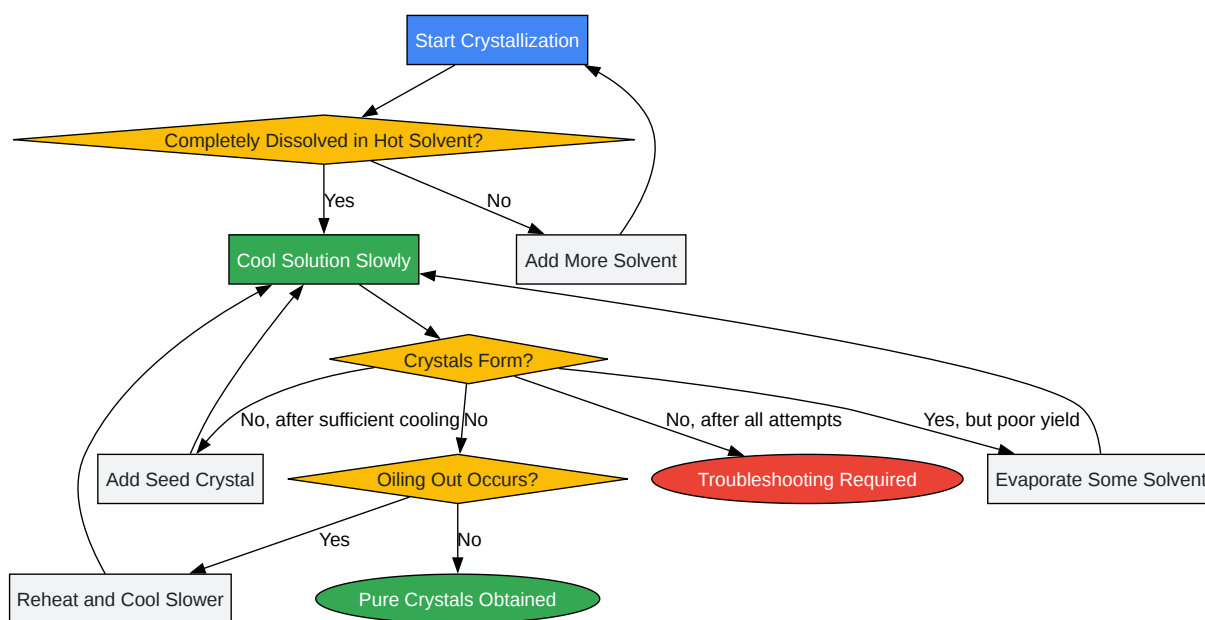 Start Crystallization
Completely Dissolved in Hot Solvent?
Yes
No
Cool Solution Slowly
Add More Solvent
Crystals Form?
No, after sufficient cooling
No
No, after all attempts
Yes, but poor yield
Add Seed Crystal
Oiling Out Occurs?
Troubleshooting Required
Evaporate Some Solvent
Yes
No
Reheat and Cool Slower
Pure Crystals Obtained